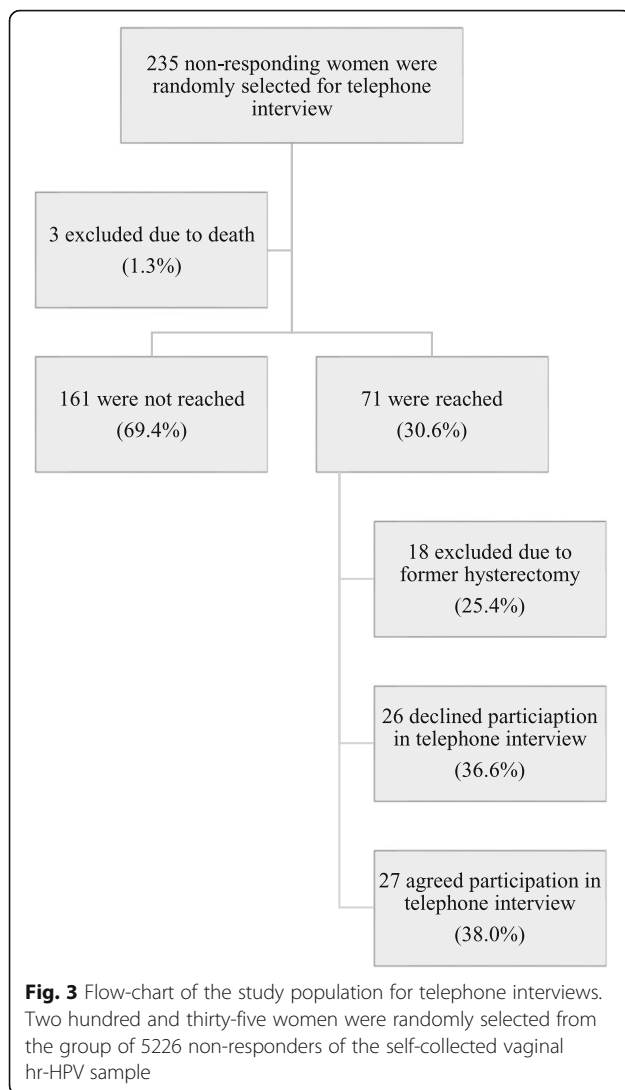 235 non-responding women were
randomly selected for telephone
interview
3 excluded due to death
(1.3%)
161 were not reached
(69.4%)
71 were reached
(30.6%)
18 excluded due to
former hysterectomy
(25.4%)
26 declined particiaption
in telephone interview
(36.6%)
27 agreed participation in
telephone interview
(38.0%)
Fig. 3 Flow-chart of the study population for telephone interviews.
Two hundred and thirty-five women were randomly selected from
the group of 5226 non-responders of the self-collected vaginal
hr-HPV sample